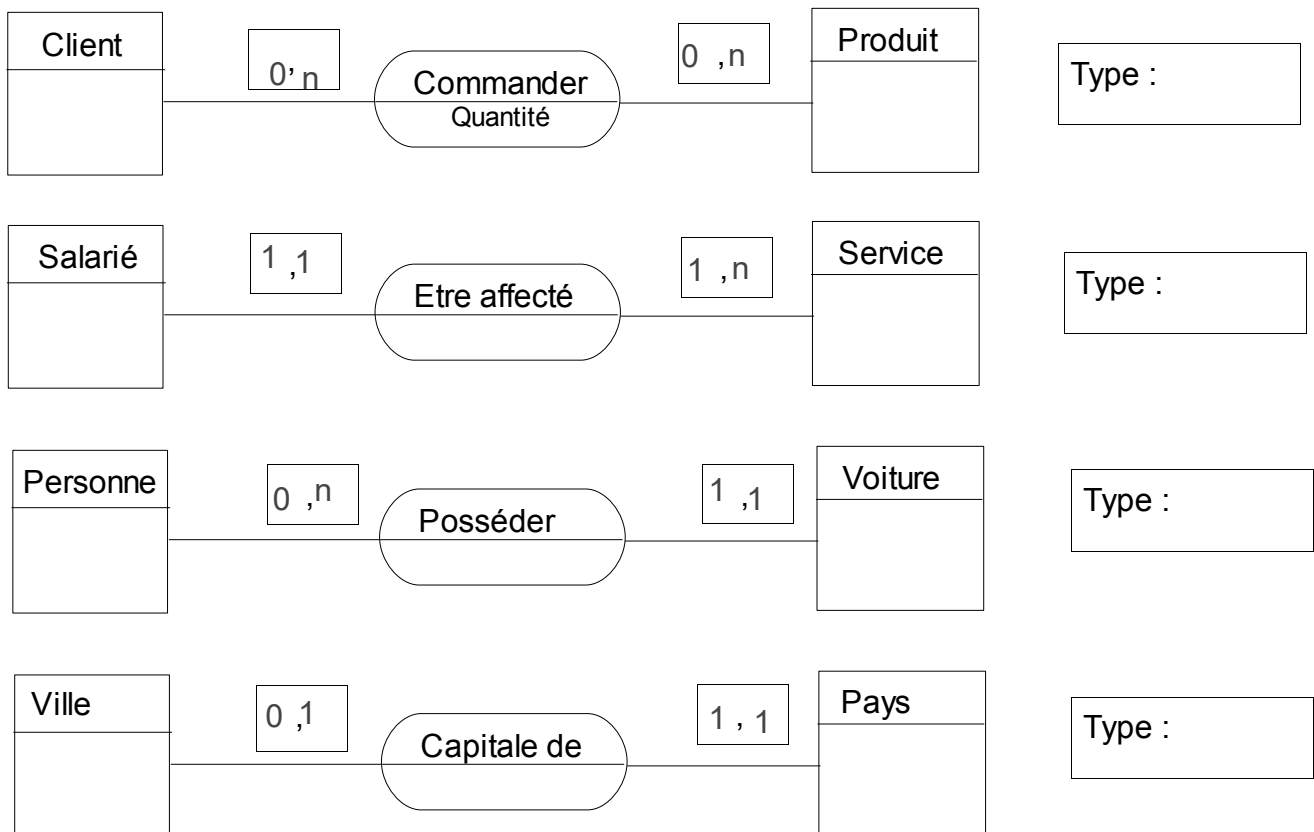 Client
0,n
Commander
Quantité
0 ,n
Produit
Type :
Salarié
1 ,1
Etre affecté
1 ,n
Service
Type :
Personne
0 ,n
Posséder
1 ,1
Voiture
Type :
Ville
0 ,1
Capitale de
1 , 1
Pays
Type :